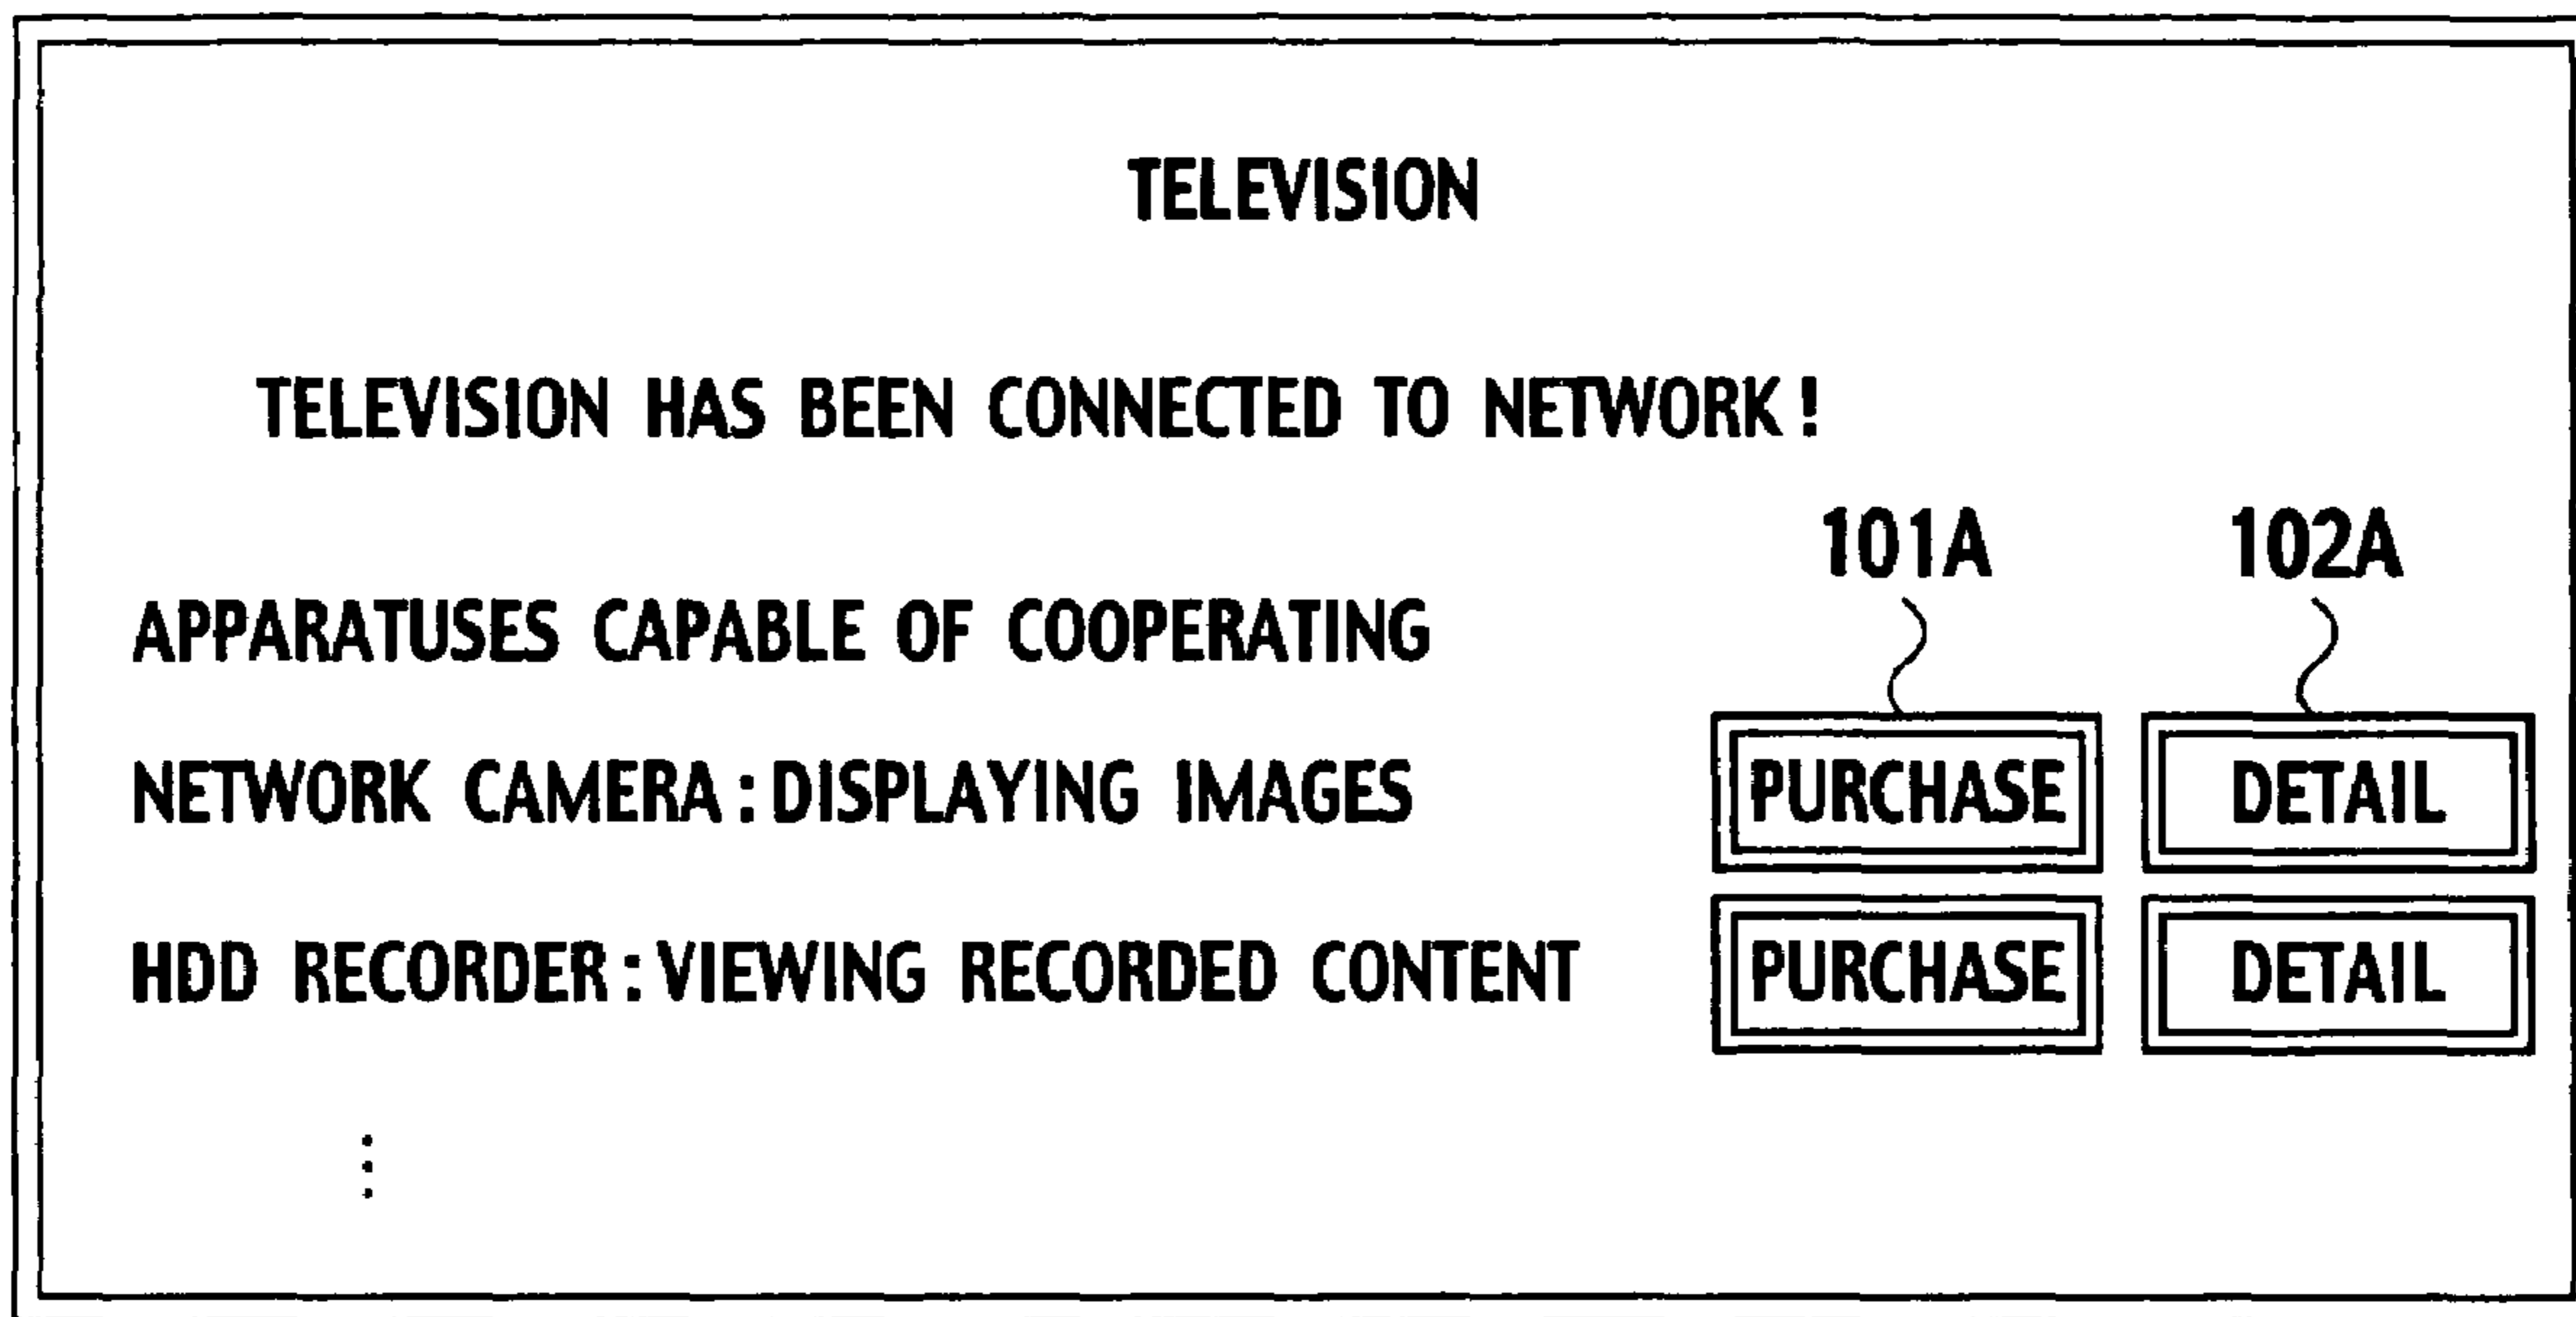 TELEVISION
TELEVISION HAS BEEN CONNECTED TO NETWORK!
101A 102A
APPARATUSES CAPABLE OF COOPERATING
NETWORK CAMERA:DISPLAYING IMAGES PURCHASE DETAIL
HDD RECORDER:VIEWING RECORDED CONTENT PURCHASE DETAIL
⋮